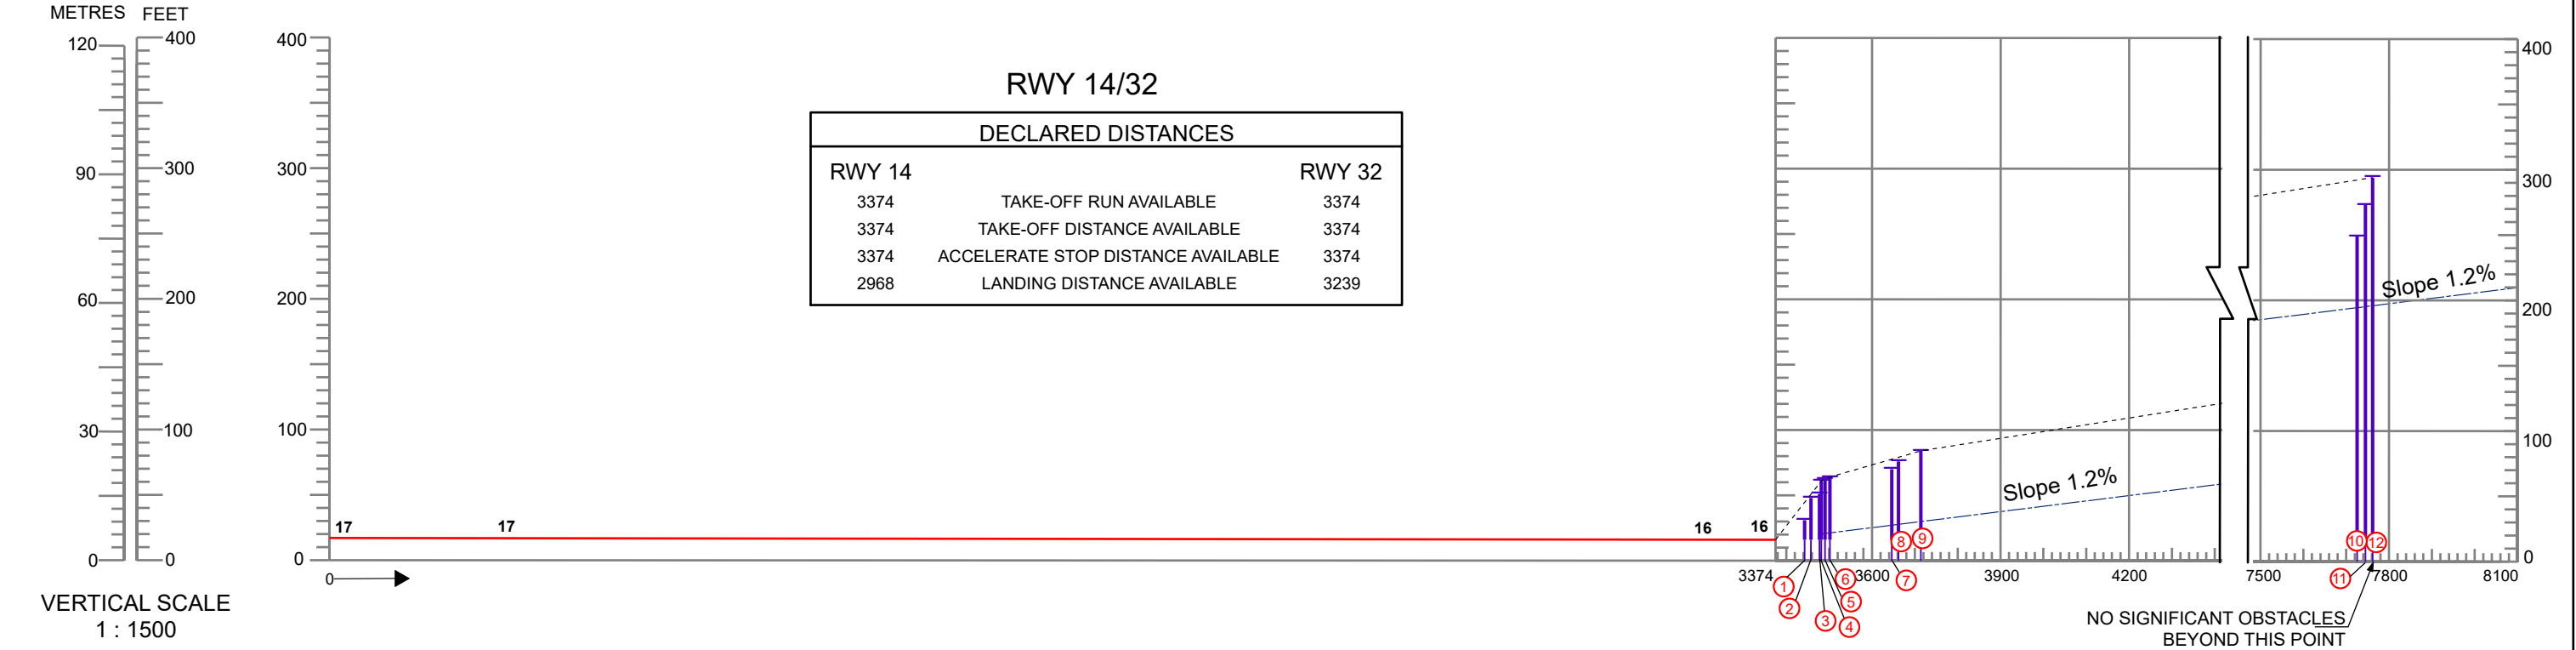 METRES FEET
120 400
90 300
60 200
30 100
0 0
VERTICAL SCALE
1 : 1500
400
300
200
100
0
17 17 16 16
0
RWY 14/32
DECLARED DISTANCES
RWY 14 RWY 32
3374 TAKE-OFF RUN AVAILABLE 3374
3374 TAKE-OFF DISTANCE AVAILABLE 3374
3374 ACCELERATE STOP DISTANCE AVAILABLE 3374
2968 LANDING DISTANCE AVAILABLE 3239
Slope 1.2%
8 9
3374 3600 3900 4200
1 6 7
2 5
3 4
Slope 1.2%
400
300
200
100
0
10 12
7500 7800 8100
11
NO SIGNIFICANT OBSTACLES
BEYOND THIS POINT